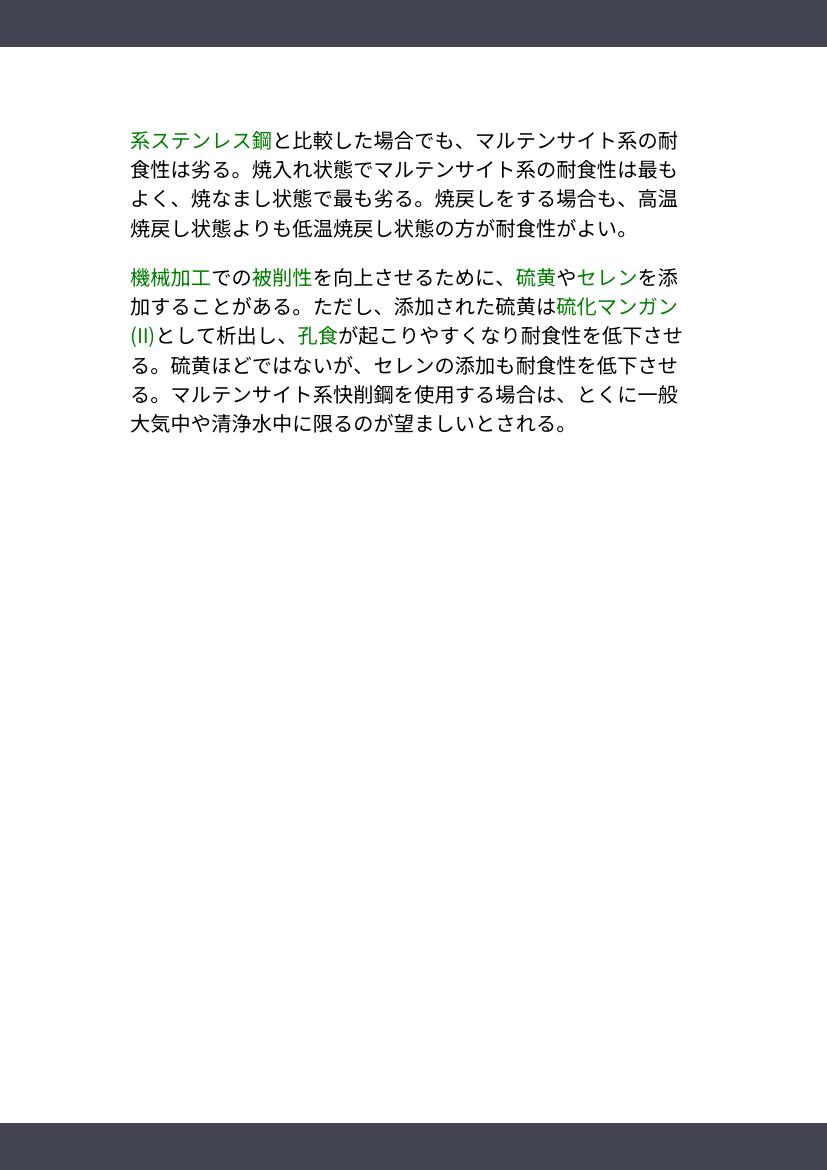 系ステンレス鋼と比較した場合でも、マルテンサイト系の耐
食性は劣る。焼入れ状態でマルテンサイト系の耐食性は最も
よく、焼なまし状態で最も劣る。焼戻しをする場合も、高温
焼戻し状態よりも低温焼戻し状態の方が耐食性がよい。
機械加工での被削性を向上させるために、硫黄やセレンを添
加することがある。ただし、添加された硫黄は硫化マンガン
(II)として析出し、孔食が起こりやすくなり耐食性を低下させ
る。硫黄ほどではないが、セレンの添加も耐食性を低下させ
る。マルテンサイト系快削鋼を使用する場合は、とくに一般
大気中や清浄水中に限るのが望ましいとされる。